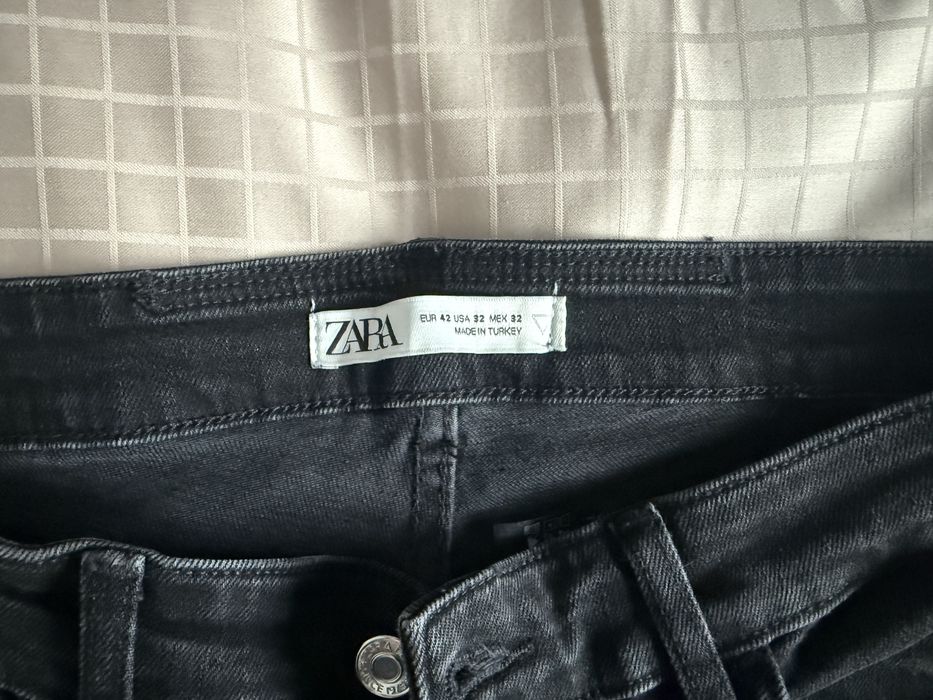 ZARA
EUR 42 USA 32 MEX 32
MADE IN TURKEY